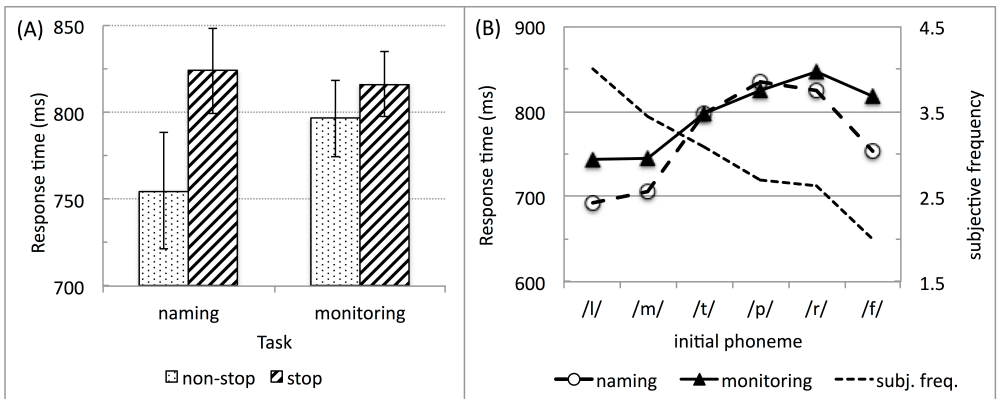 (A)
850
800
750
700
Response time (ms)
naming monitoring
Task
non-stop stop
(B)
900
800
700
600
Response time (ms)
4.5
3.5
2.5
1.5
subjective frequency
/l/ /m/ /t/ /p/ /r/ /f/
initial phoneme
naming monitoring subj. freq.